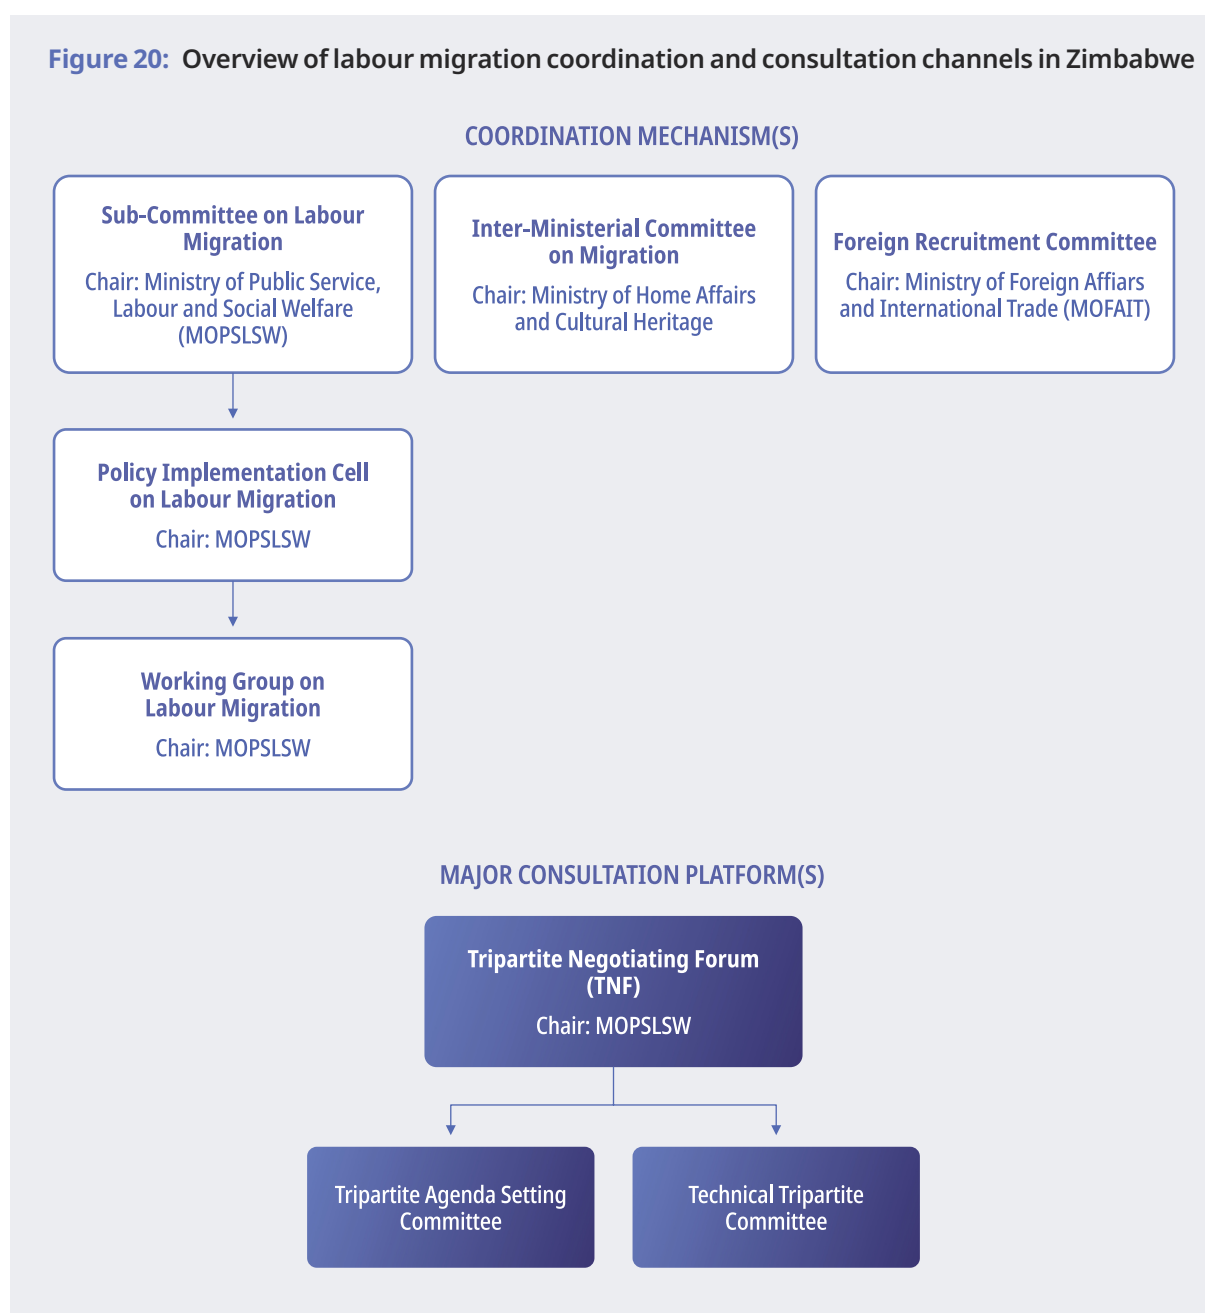 Figure 20: Overview of labour migration coordination and consultation channels in Zimbabwe
COORDINATION MECHANISM(S)
Sub-Committee on Labour
Migration
Chair: Ministry of Public Service,
Labour and Social Welfare
(MOPSLSW)
Inter-Ministerial Committee
on Migration
Chair: Ministry of Home Affairs
and Cultural Heritage
Foreign Recruitment Committee
Chair: Ministry of Foreign Affiars
and International Trade (MOFAIT)
Policy Implementation Cell
on Labour Migration
Chair: MOPSLSW
Working Group on
Labour Migration
Chair: MOPSLSW
MAJOR CONSULTATION PLATFORM(S)
Tripartite Negotiating Forum
(TNF)
Chair: MOPSLSW
Tripartite Agenda Setting
Committee
Technical Tripartite
Committee